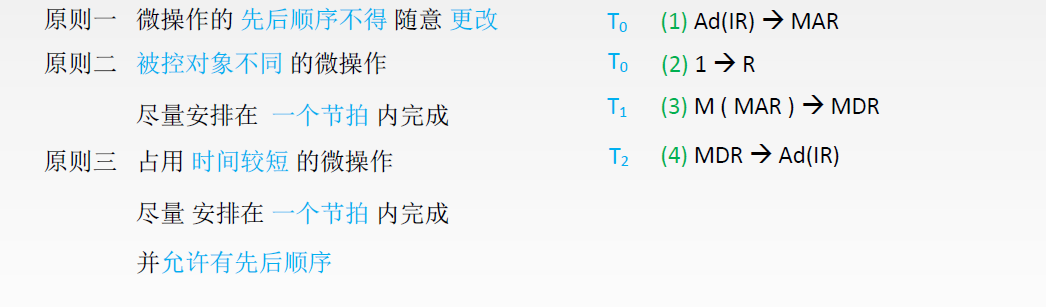 原则一 微操作的 先后顺序不得 随意 更改
原则二 被控对象不同 的微操作
尽量安排在 一个节拍 内完成
原则三 占用 时间较短 的微操作
尽量 安排在 一个节拍 内完成
并允许有先后顺序
T₀ (1) Ad(IR) → MAR
T₀ (2) 1 → R
T₁ (3) M ( MAR ) → MDR
T₂ (4) MDR → Ad(IR)